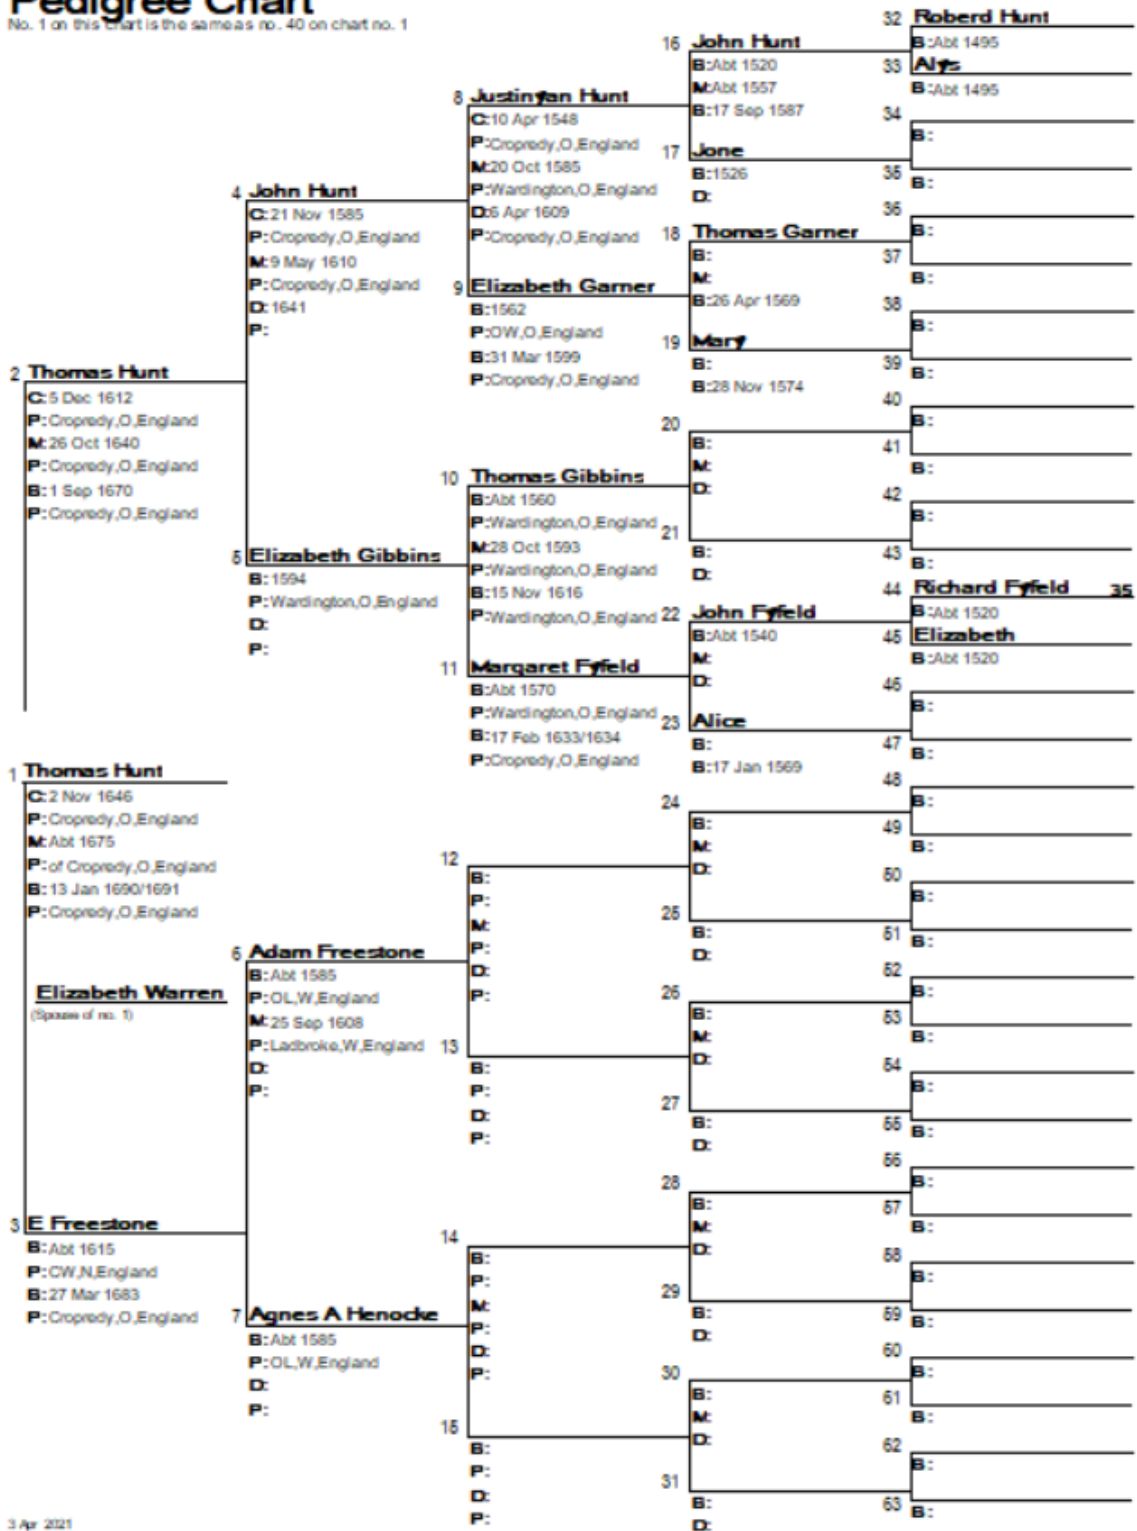 Pedigree Chart
No. 1 on this chart is the same as no. 40 on chart no. 1
2 Thomas Hunt
C: 5 Dec 1612
P: Cropredy,O,England
M: 26 Oct 1640
P: Cropredy,O,England
B: 1 Sep 1670
P: Cropredy,O,England
1 Thomas Hunt
C: 2 Nov 1646
P: Cropredy,O,England
M: Abt 1675
P: of Cropredy,O,England
B: 13 Jan 1690/1691
P: Cropredy,O,England
Elizabeth Warren
(Spouse of no. 1)
3 E Freestone
B: Abt 1615
P: CW,N,England
B: 27 Mar 1683
P: Cropredy,O,England
4 John Hunt
C: 21 Nov 1585
P: Cropredy,O,England
M: 9 May 1610
P: Cropredy,O,England
D: 1641
P:
5 Elizabeth Gibbins
B: 1594
P: Wardington,O,England
D:
P:
6 Adam Freestone
B: Abt 1585
P: OL,W,England
M: 25 Sep 1608
P: Ladbroke,W,England
D:
P:
7 Agnes A Henocke
B: Abt 1585
P: OL,W,England
D:
P:
8 Justinyan Hunt
C: 10 Apr 1548
P: Cropredy,O,England
M: 20 Oct 1585
P: Wardington,O,England
D: 6 Apr 1609
P: Cropredy,O,England
9 Elizabeth Garner
B: 1562
P: OW,O,England
B: 31 Mar 1599
P: Cropredy,O,England
10 Thomas Gibbins
B: Abt 1560
P: Wardington,O,England
M: 28 Oct 1593
P: Wardington,O,England
B: 15 Nov 1616
P: Wardington,O,England
11 Margaret Fyfeld
B: Abt 1570
P: Wardington,O,England
B: 17 Feb 1633/1634
P: Cropredy,O,England
12
B:
P:
M:
P:
D:
P:
13
B:
P:
D:
P:
14
B:
P:
M:
P:
D:
P:
15
B:
P:
D:
P:
16 John Hunt
B: Abt 1520
M: Abt 1557
B: 17 Sep 1587
17 Jone
B: 1526
D:
18 Thomas Garner
B:
M:
B: 26 Apr 1569
19 Mary
B:
B: 28 Nov 1574
20
B:
M:
D:
21
B:
D:
22 John Fyfeld
B: Abt 1540
M:
D:
23 Alice
B:
B: 17 Jan 1569
24
B:
M:
D:
25
B:
D:
26
B:
M:
D:
27
B:
D:
28
B:
M:
D:
29
B:
D:
30
B:
M:
D:
31
B:
D:
32 Roberd Hunt
B: Abt 1495
33 Alys
B: Abt 1495
34
B:
35
B:
36
B:
37
B:
38
B:
39
B:
40
B:
41
B:
42
B:
43
B:
44 Richard Fyfeld 35
B: Abt 1520
45 Elizabeth
B: Abt 1520
46
B:
47
B:
48
B:
49
B:
50
B:
51
B:
52
B:
53
B:
54
B:
55
B:
56
B:
57
B:
58
B:
59
B:
60
B:
61
B:
62
B:
63
B:
3 Apr 2021